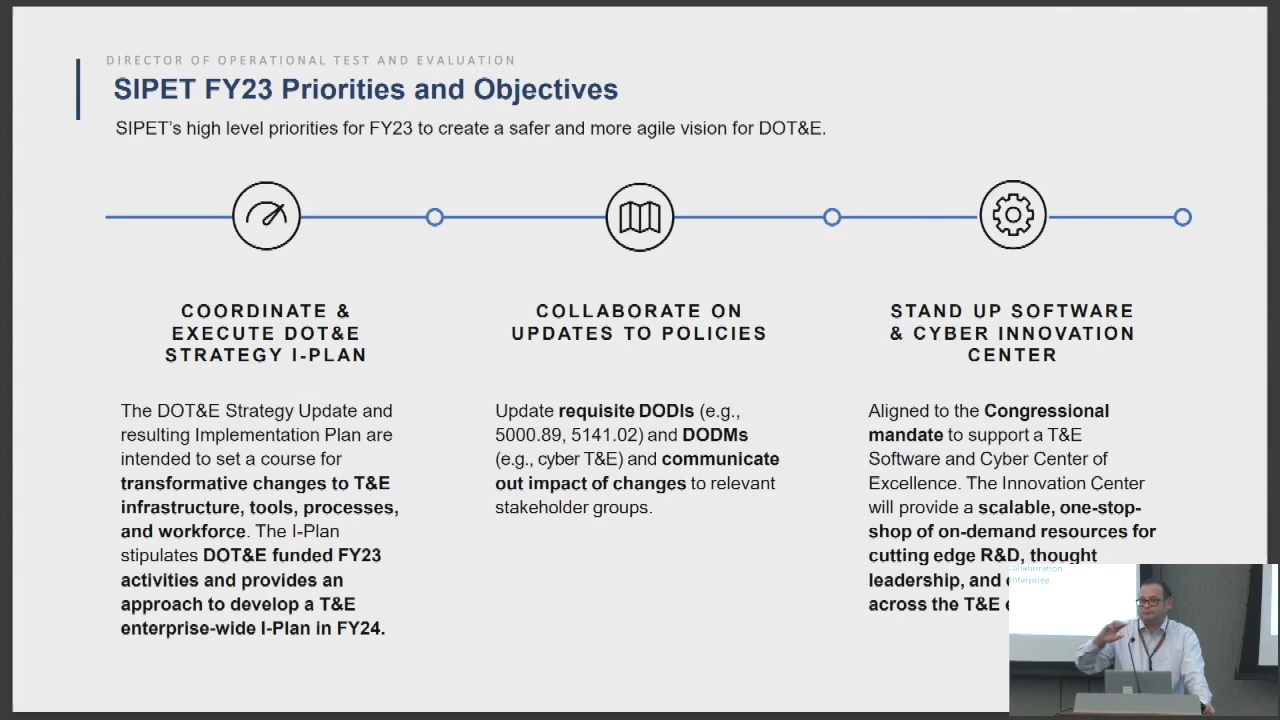 DIRECTOR OF OPERATIONAL TEST AND EVALUATION
SIPET FY23 Priorities and Objectives
SIPET's high level priorities for FY23 to create a safer and more agile vision for DOT&E.
COORDINATE &
EXECUTE DOT&E
STRATEGY I-PLAN
The DOT&E Strategy Update and
resulting Implementation Plan are
intended to set a course for
transformative changes to T&E
infrastructure, tools, processes,
and workforce. The I-Plan
stipulates DOT&E funded FY23
activities and provides an
approach to develop a T&E
enterprise-wide I-Plan in FY24.
COLLABORATE ON
UPDATES TO POLICIES
Update requisite DODIs (e.g.,
5000.89, 5141.02) and DODMs
(e.g., cyber T&E) and communicate
out impact of changes to relevant
stakeholder groups.
STAND UP SOFTWARE
& CYBER INNOVATION
CENTER
Aligned to the Congressional
mandate to support a T&E
Software and Cyber Center of
Excellence. The Innovation Center
will provide a scalable, one-stop-
shop of on-demand resources for
cutting edge R&D, thought
leadership, and
across the T&E
collaboration
enterprise